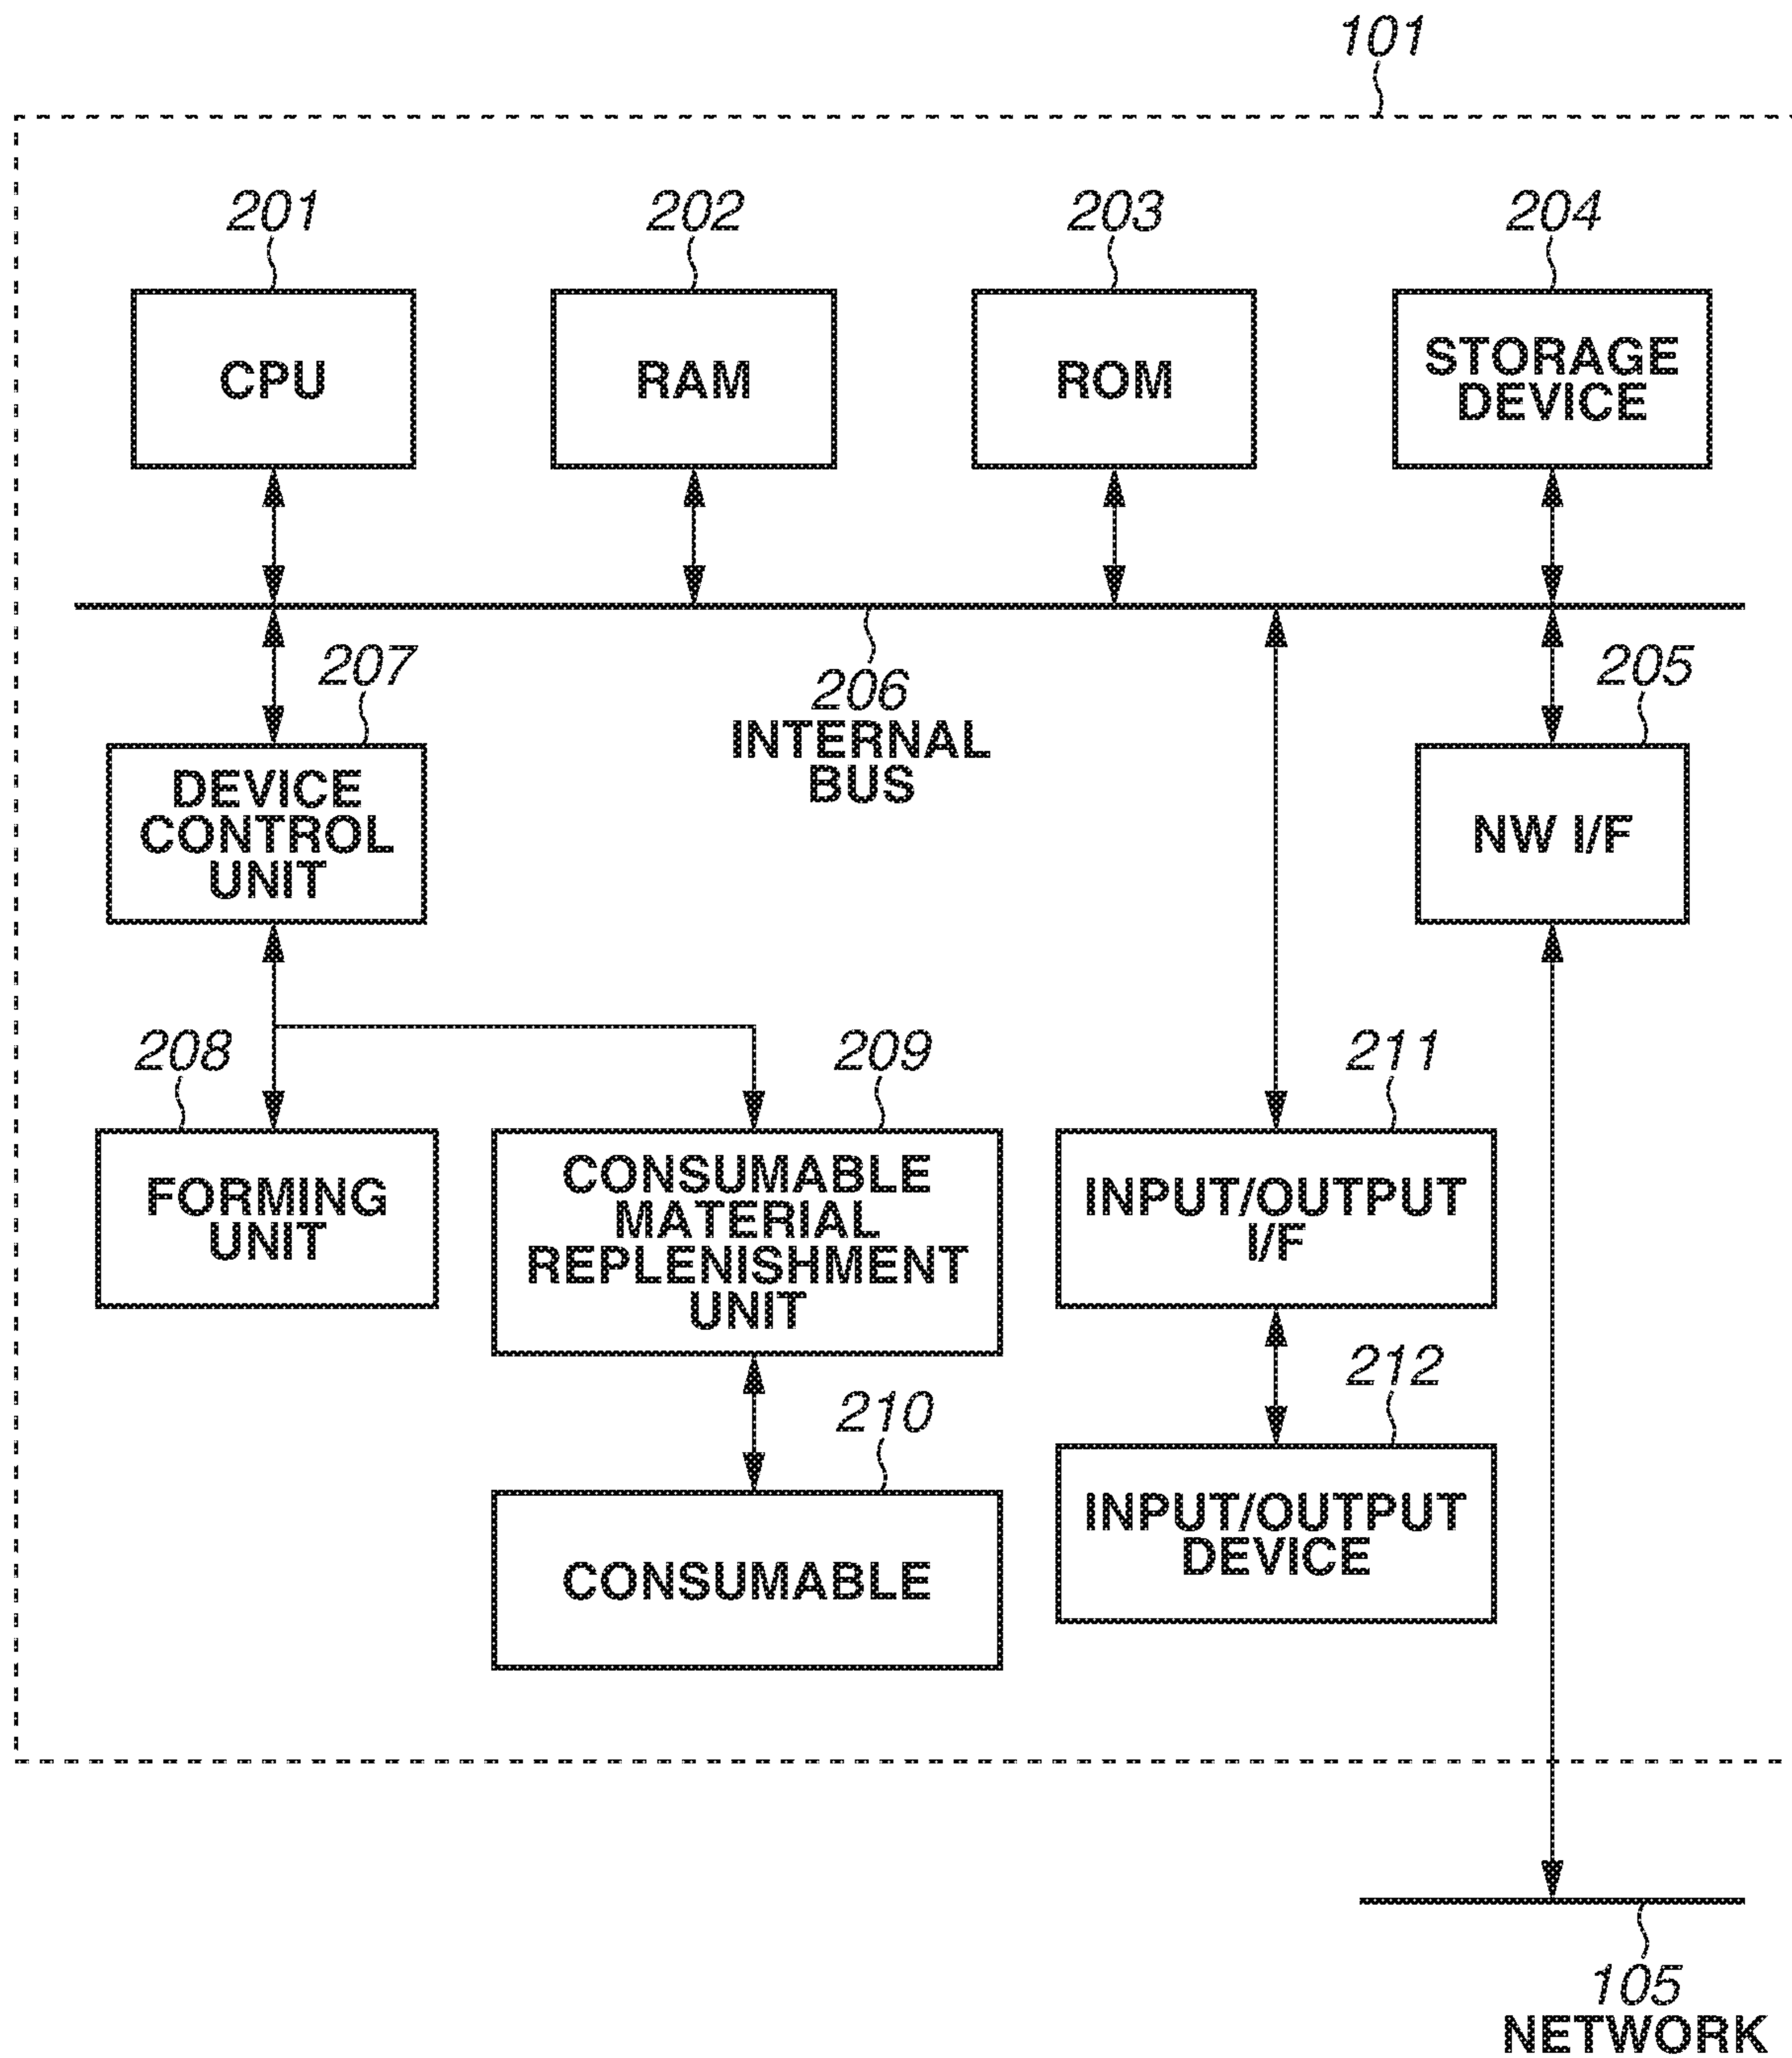 101
201
202
203
204
CPU
RAM
ROM
STORAGE
DEVICE
207
206
INTERNAL
BUS
205
DEVICE
CONTROL
UNIT
NW I/F
208
209
211
FORMING
UNIT
CONSUMABLE
MATERIAL
REPLENISHMENT
UNIT
INPUT/OUTPUT
I/F
210
212
CONSUMABLE
INPUT/OUTPUT
DEVICE
105
NETWORK